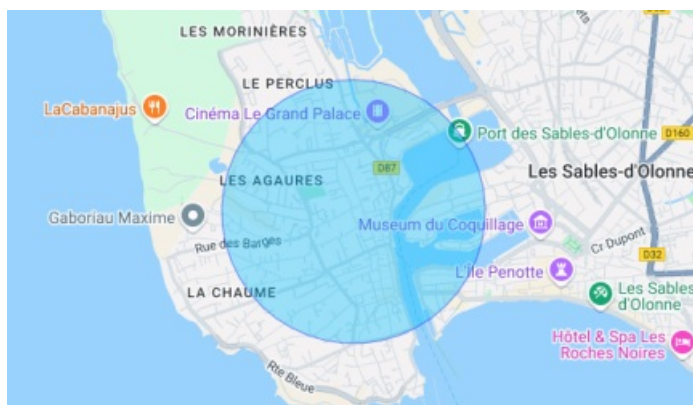 LES MORINIÈRES
LE PERCLUS
LaCabanajus
Cinéma Le Grand Palace
Port des Sables-d'Olonne
D160
D87
Les Sables-d'Olonne
LES AGAURES
Gaboriau Maxime
Museum du Coquillage
Rue des Barges
Cr Dupont
D32
L'Île Penotte
LA CHAUME
Les Sables
d'Olonne
Hôtel & Spa Les
Roches Noires
Rte Bleue